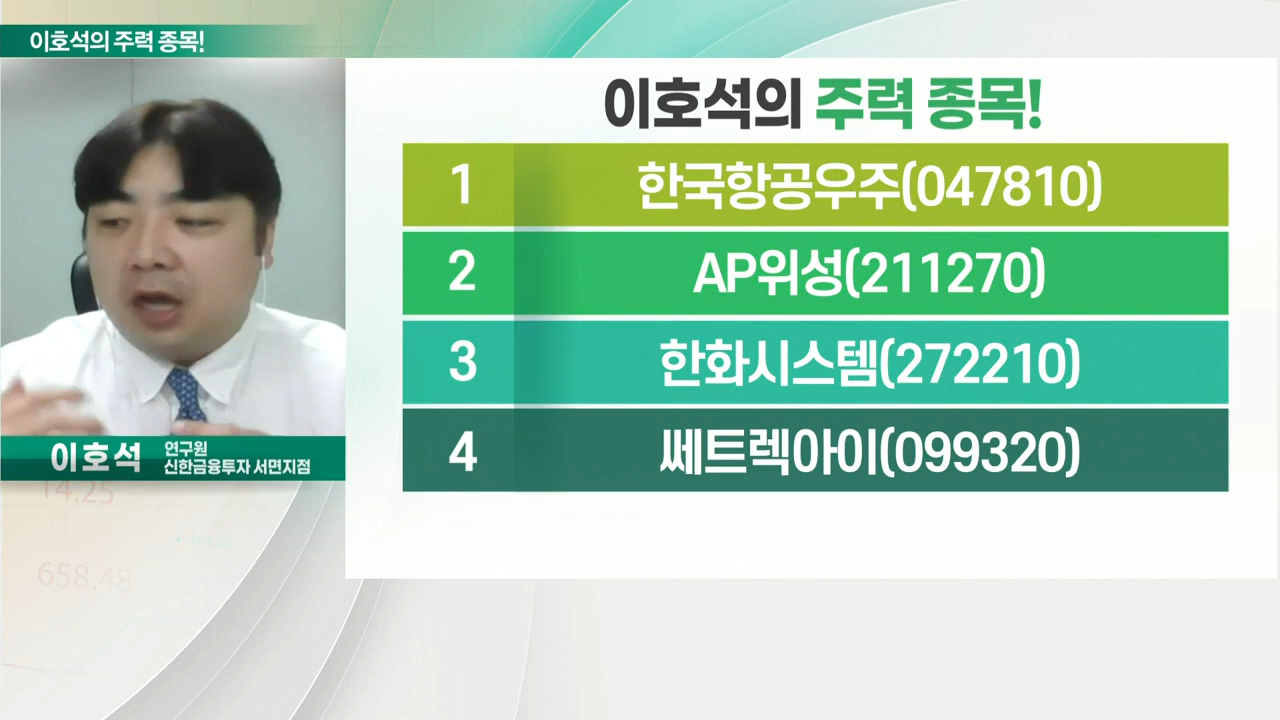 이호석의 주력 종목!
이호석의 주력 종목!
1 한국항공우주(047810)
2 AP위성(211270)
3 한화시스템(272210)
4 쎄트렉아이(099320)
이호석 연구원
신한금융투자 서면지점
14.25
658.48